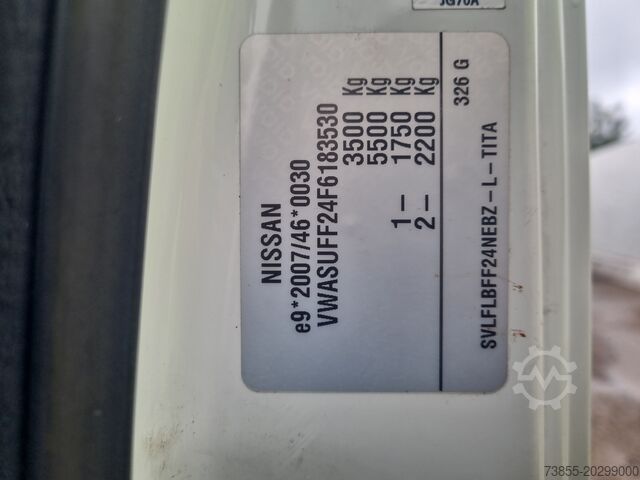 JG70A
NISSAN
e9*2007/46*0030
VWASUFF24F6183530
3500 Kg
5500 Kg
1– 1750 Kg
2– 2200 Kg
326 G
SVLFLBFF24NEBZ–L–TITA
73855-20299000